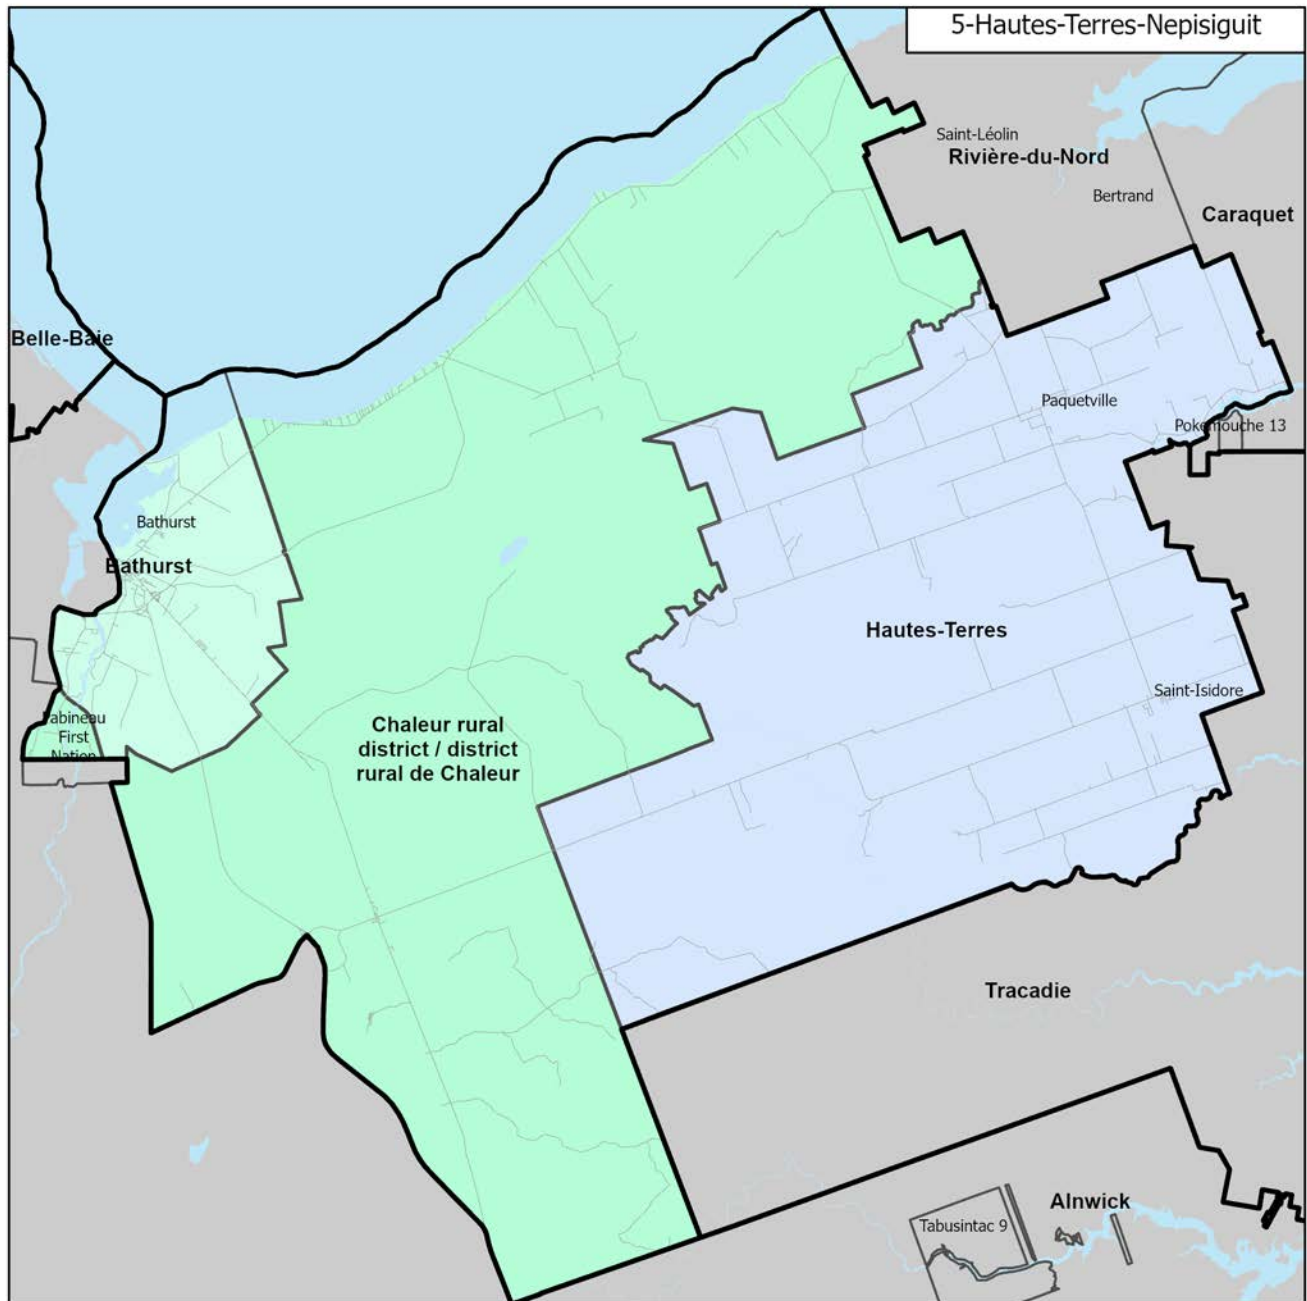 5-Hautes-Terres-Nepisiguit
Saint-Léolin
Rivière-du-Nord
Bertrand
Caraquet
Belle-Baie
Paquetville
Pokemouche 13
Bathurst
Bathurst
Hautes-Terres
Saint-Isidore
Pabineau
First
Nation
Chaleur rural
district / district
rural de Chaleur
Tracadie
Alnwick
Tabusintac 9